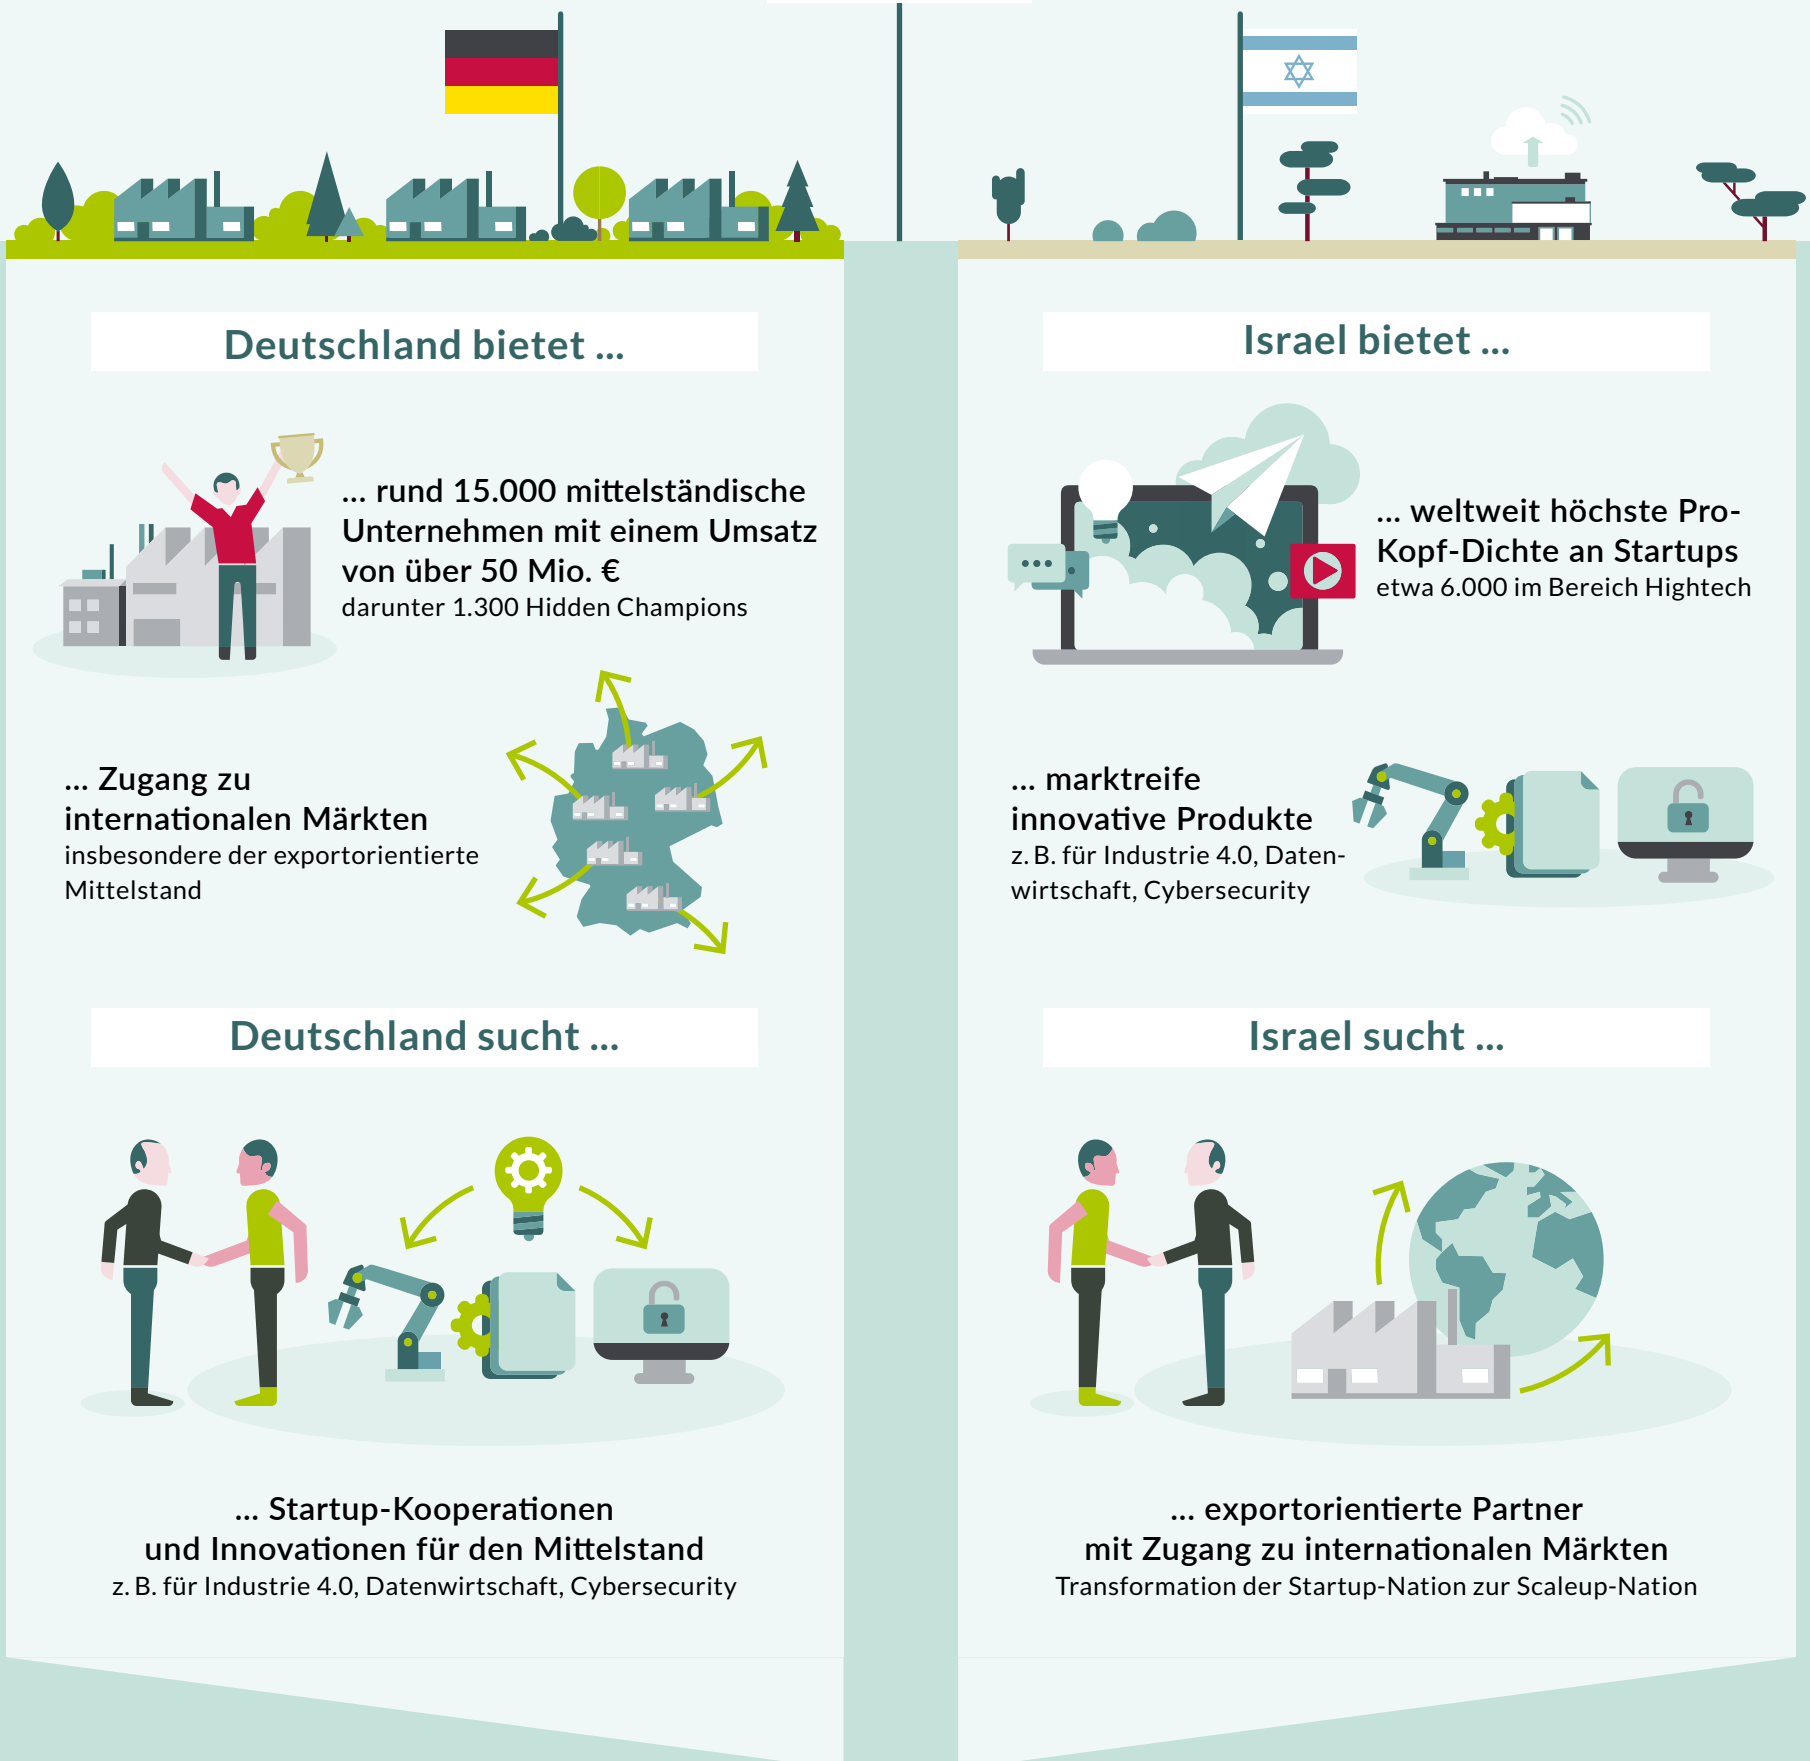 Deutschland bietet ...
... rund 15.000 mittelständische
Unternehmen mit einem Umsatz
von über 50 Mio. €
darunter 1.300 Hidden Champions
... Zugang zu
internationalen Märkten
insbesondere der exportorientierte
Mittelstand
Deutschland sucht ...
... Startup-Kooperationen
und Innovationen für den Mittelstand
z. B. für Industrie 4.0, Datenwirtschaft, Cybersecurity
Israel bietet ...
... weltweit höchste Pro-
Kopf-Dichte an Startups
etwa 6.000 im Bereich Hightech
... marktreife
innovative Produkte
z. B. für Industrie 4.0, Daten-
wirtschaft, Cybersecurity
Israel sucht ...
... exportorientierte Partner
mit Zugang zu internationalen Märkten
Transformation der Startup-Nation zur Scaleup-Nation